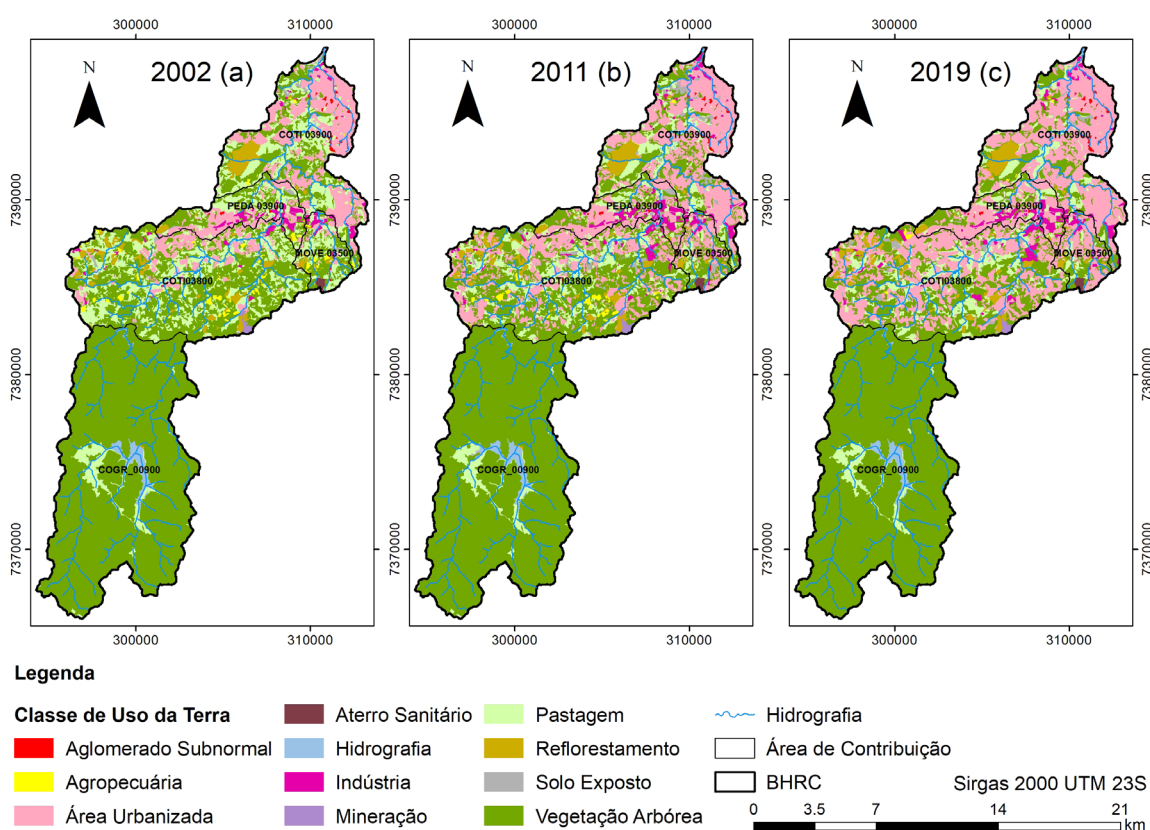 300000 310000 300000 310000 300000 310000
N 2002 (a) N 2011 (b) N 2019 (c)
COTI 03900 COTI 03900 COTI 03900
7390000 7390000 7390000 7390000
PEDA 03900 PEDA 03900 PEDA 03900
MOVE 03500 MOVE 03500 MOVE 03500
COTI03800 COTI03800 COTI03800
7380000 7380000 7380000 7380000
COGR_00900 COGR_00900 COGR_00900
7370000 7370000 7370000 7370000
300000 310000 300000 310000 300000 310000
Legenda
Classe de Uso da Terra
Aglomerado Subnormal
Agropecuária
Área Urbanizada
Aterro Sanitário
Hidrografia
Indústria
Mineração
Pastagem
Reflorestamento
Solo Exposto
Vegetação Arbórea
Hidrografia
Área de Contribuição
BHRC
Sirgas 2000 UTM 23S
0 3.5 7 14 21
km